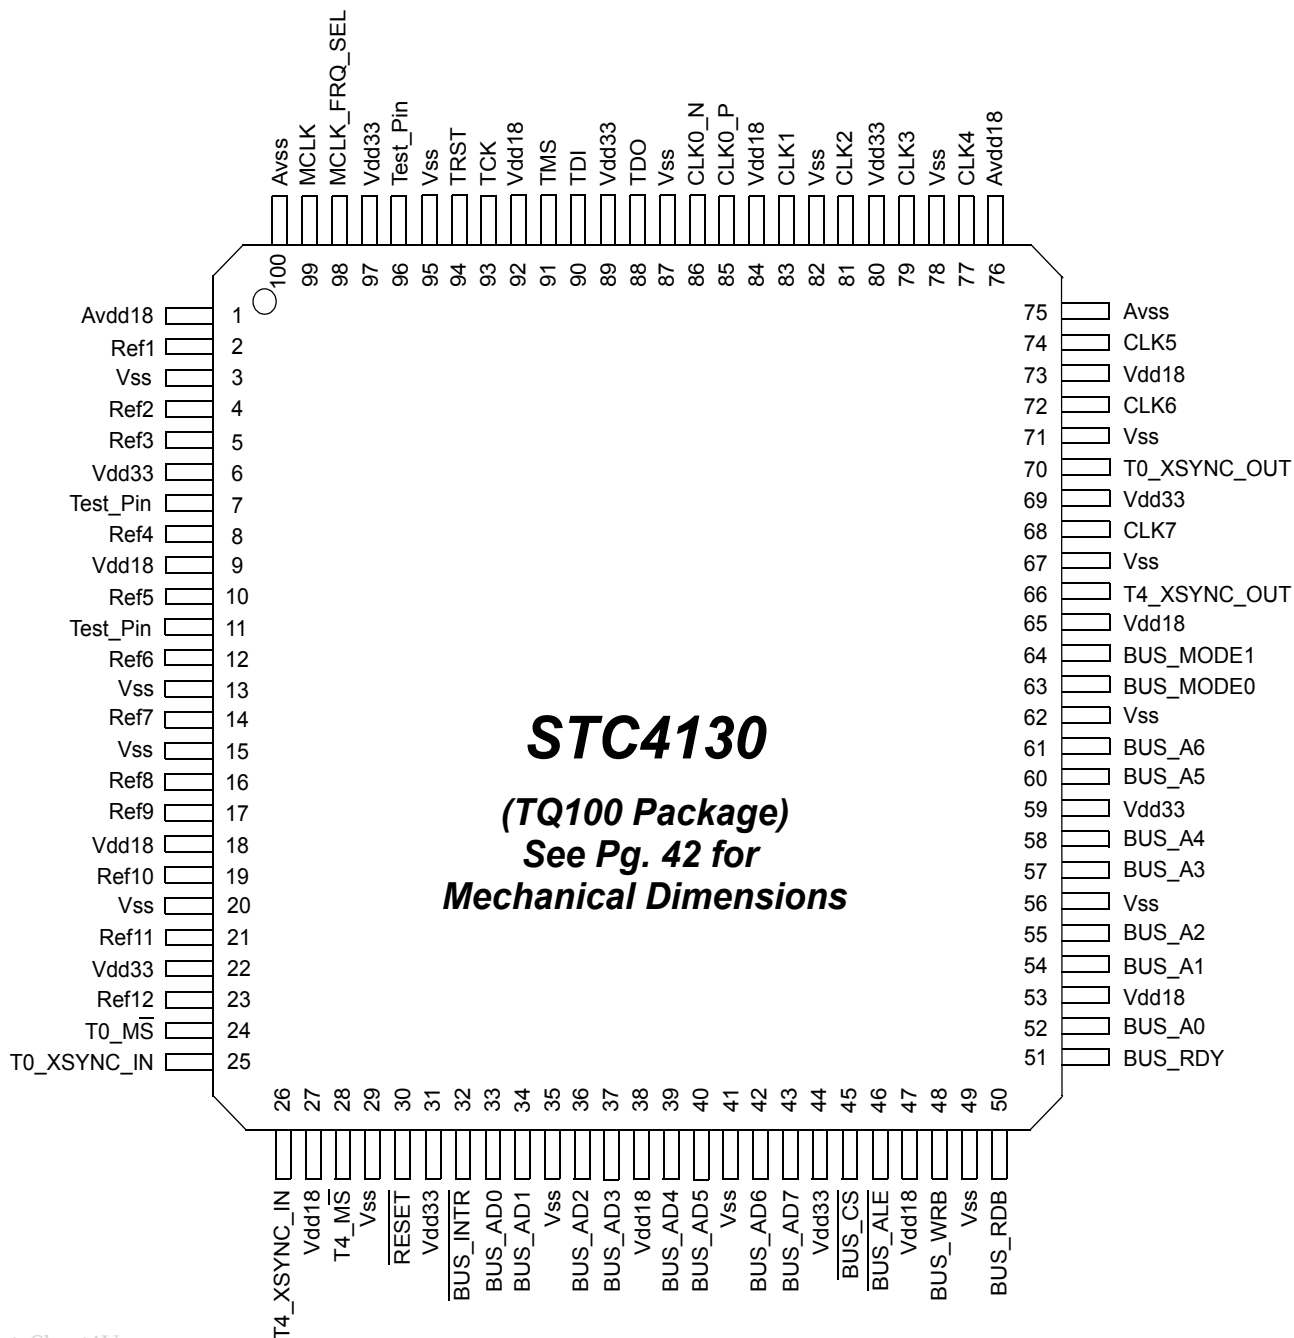 Avss
MCLK
MCLK_FRQ_SEL
Vdd33
Test_Pin
Vss
TRST
TCK
Vdd18
TMS
TDI
Vdd33
TDO
Vss
CLK0_N
CLK0_P
Vdd18
CLK1
Vss
CLK2
Vdd33
CLK3
Vss
CLK4
Avdd18
100
99
98
97
96
95
94
93
92
91
90
89
88
87
86
85
84
83
82
81
80
79
78
77
76
Avdd18 1
Ref1 2
Vss 3
Ref2 4
Ref3 5
Vdd33 6
Test_Pin 7
Ref4 8
Vdd18 9
Ref5 10
Test_Pin 11
Ref6 12
Vss 13
Ref7 14
Vss 15
Ref8 16
Ref9 17
Vdd18 18
Ref10 19
Vss 20
Ref11 21
Vdd33 22
Ref12 23
T0_MS̅ 24
T0_XSYNC_IN 25
STC4130
(TQ100 Package)
See Pg. 42 for
Mechanical Dimensions
75 Avss
74 CLK5
73 Vdd18
72 CLK6
71 Vss
70 T0_XSYNC_OUT
69 Vdd33
68 CLK7
67 Vss
66 T4_XSYNC_OUT
65 Vdd18
64 BUS_MODE1
63 BUS_MODE0
62 Vss
61 BUS_A6
60 BUS_A5
59 Vdd33
58 BUS_A4
57 BUS_A3
56 Vss
55 BUS_A2
54 BUS_A1
53 Vdd18
52 BUS_A0
51 BUS_RDY
26
27
28
29
30
31
32
33
34
35
36
37
38
39
40
41
42
43
44
45
46
47
48
49
50
T4_XSYNC_IN
Vdd18
T4_MS̅
Vss
RESET
Vdd33
BUS_INTR
BUS_AD0
BUS_AD1
Vss
BUS_AD2
BUS_AD3
Vdd18
BUS_AD4
BUS_AD5
Vss
BUS_AD6
BUS_AD7
Vdd33
BUS_CS
BUS_ALE
Vdd18
BUS_WRB
Vss
BUS_RDB